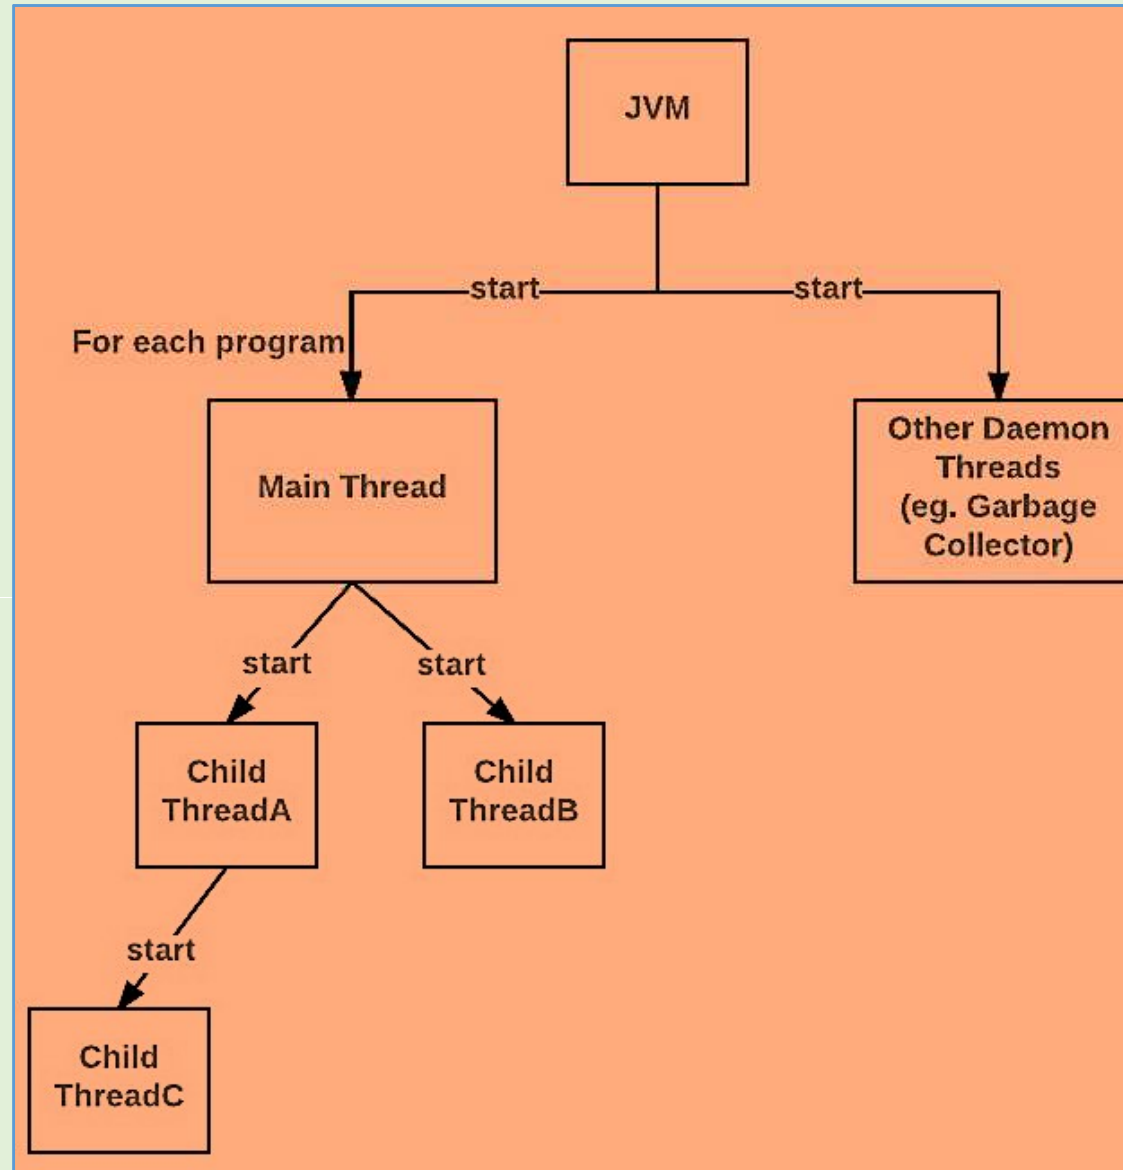 JVM
start
start
For each program
Main Thread
Other Daemon
Threads
(eg. Garbage
Collector)
start
start
Child
ThreadA
Child
ThreadB
start
Child
ThreadC